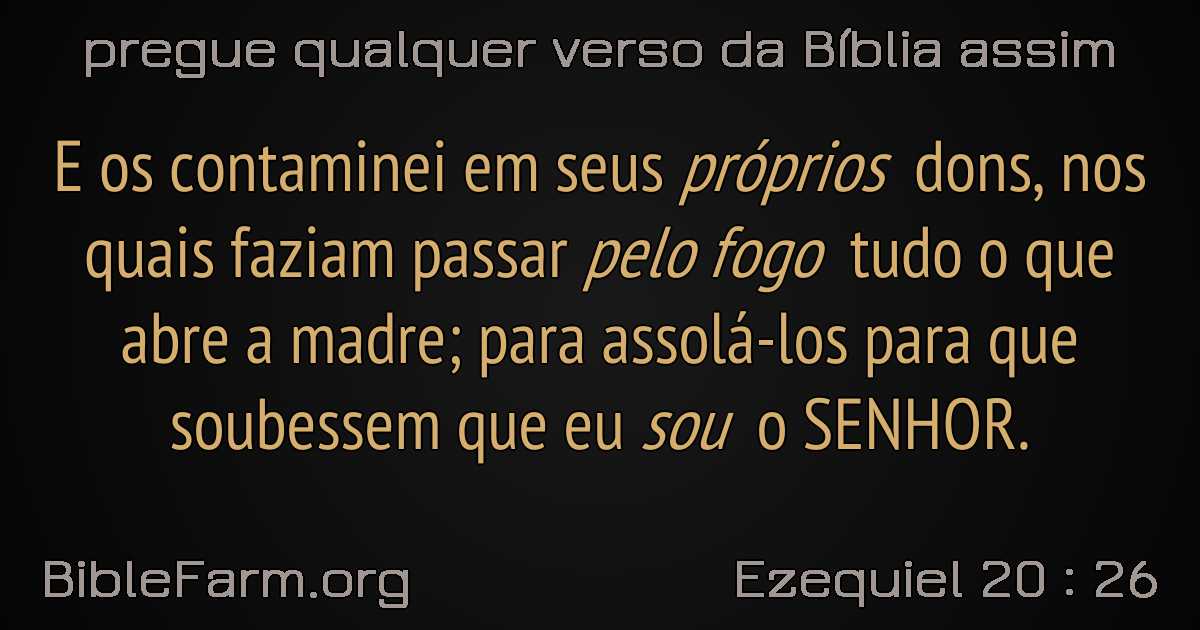 pregue qualquer verso da Bíblia assim
E os contaminei em seus próprios dons, nos
quais faziam passar pelo fogo tudo o que
abre a madre; para assolá-los para que
soubessem que eu sou o SENHOR.
BibleFarm.org
Ezequiel 20 : 26